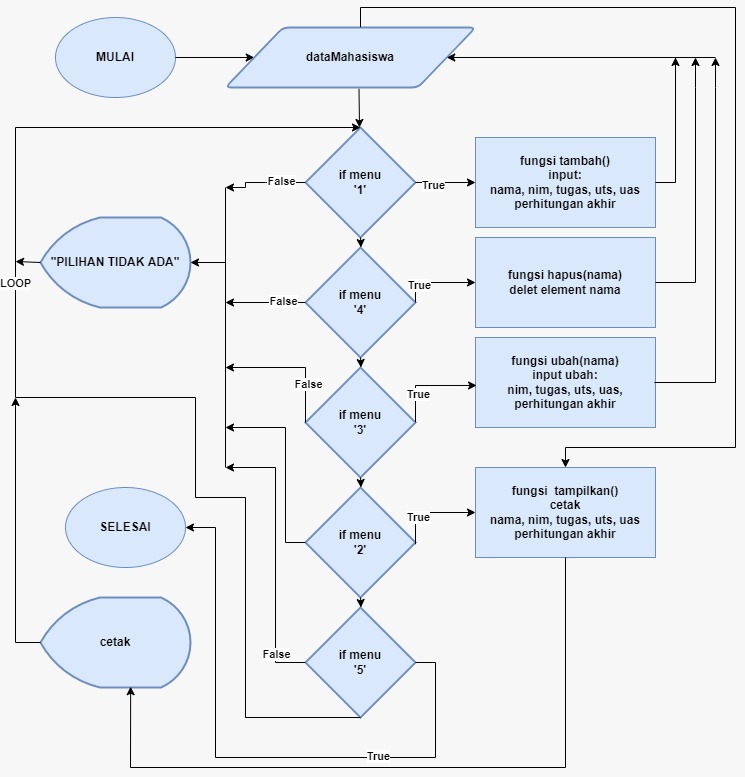 MULAI
dataMahasiswa
if menu
'1'
False
True
fungsi tambah()
input:
nama, nim, tugas, uts, uas
perhitungan akhir
"PILIHAN TIDAK ADA"
LOOP
if menu
'4'
False
True
fungsi hapus(nama)
delet element nama
if menu
'3'
False
True
fungsi ubah(nama)
input ubah:
nim, tugas, uts, uas,
perhitungan akhir
SELESAI
if menu
'2'
True
fungsi  tampilkan()
cetak
nama, nim, tugas, uts, uas
perhitungan akhir
cetak
if menu
'5'
False
True